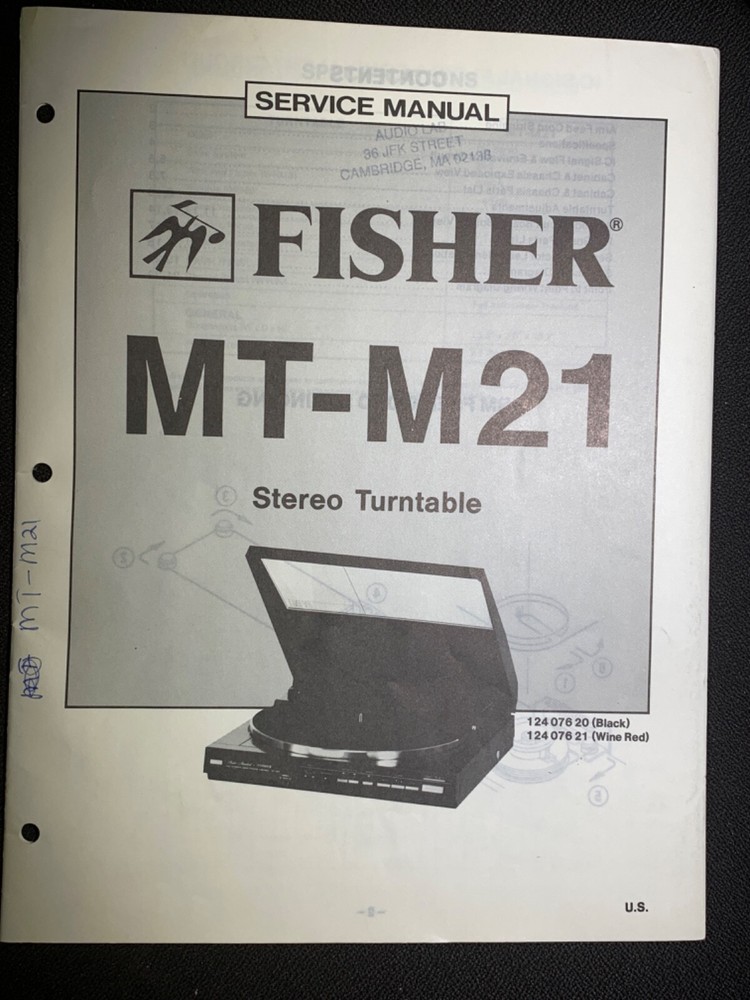 SERVICE MANUAL
AUDIO LAB
36 JFK STREET
CAMBRIDGE, MA 02138
FISHER®
MT-M21
Stereo Turntable
MT-M21
124 076 20 (Black)
124 076 21 (Wine Red)
U.S.